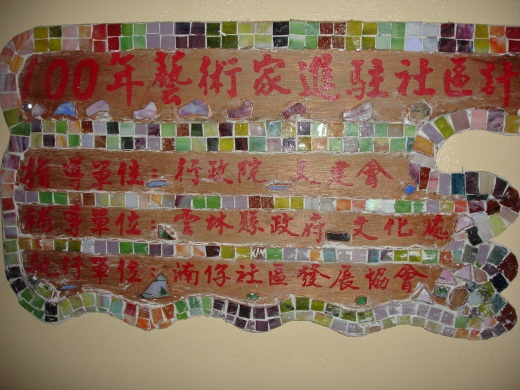 100年藝術家進駐社區計
指導單位：行政院 文建會
輔導單位：雲林縣政府 文化處
執行單位：湳仔社區發展協會